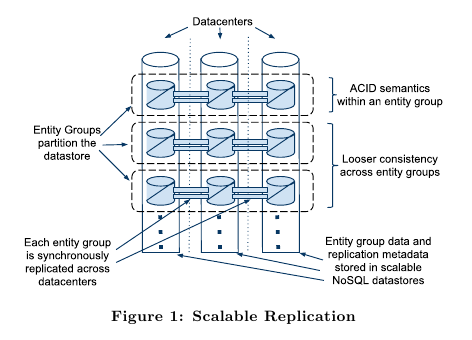 Datacenters
ACID semantics
within an entity group
Entity Groups
partition the
datastore
Looser consistency
across entity groups
Each entity group
is synchronously
replicated across
datacenters
Entity group data and
replication metadata
stored in scalable
NoSQL datastores
Figure 1: Scalable Replication